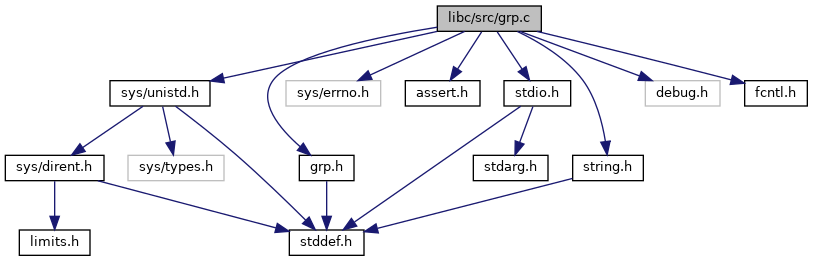 libc/src/grp.c
sys/unistd.h
sys/errno.h
assert.h
stdio.h
debug.h
fcntl.h
sys/dirent.h
sys/types.h
grp.h
stdarg.h
string.h
limits.h
stddef.h